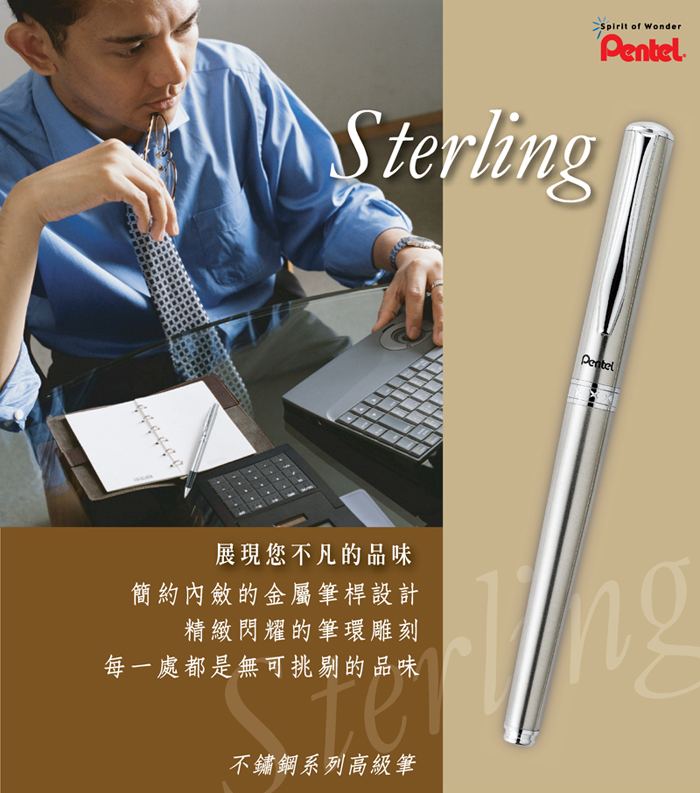 Spirit of Wonder
Pentel
Sterling
Pentel
展現您不凡的品味
簡約內斂的金屬筆桿設計
精緻閃耀的筆環雕刻
每一處都是無可挑剔的品味
Sterling
不鏽鋼系列高級筆